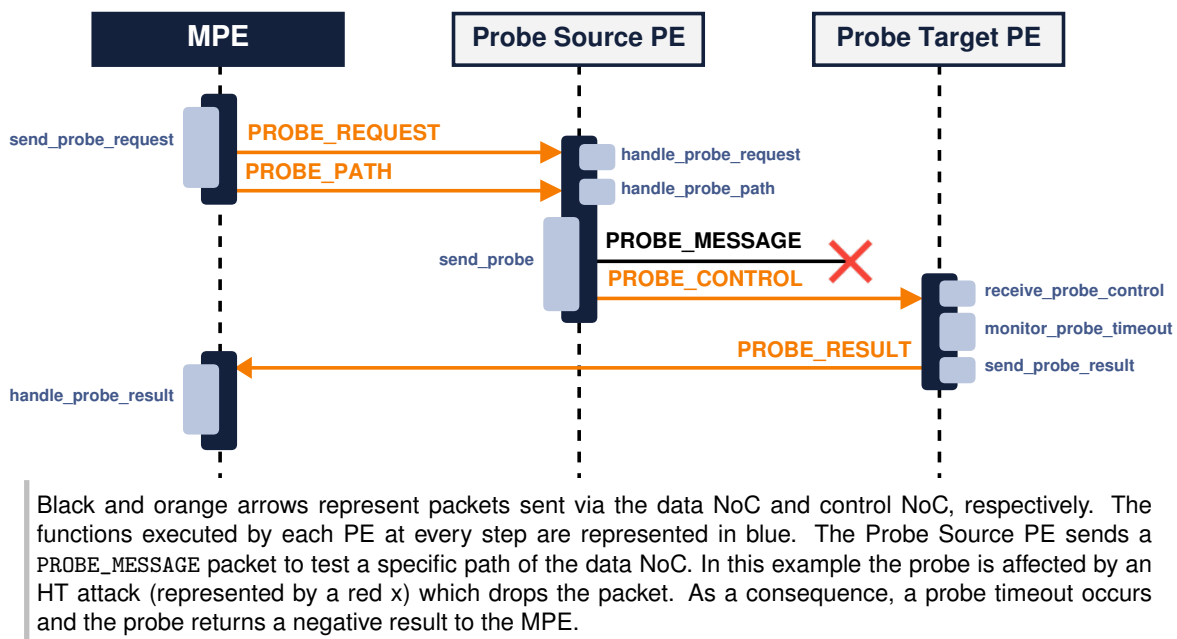 MPE
Probe Source PE
Probe Target PE
send_probe_request
PROBE_REQUEST
handle_probe_request
PROBE_PATH
handle_probe_path
PROBE_MESSAGE
send_probe
PROBE_CONTROL
receive_probe_control
monitor_probe_timeout
PROBE_RESULT
send_probe_result
handle_probe_result
Black and orange arrows represent packets sent via the data NoC and control NoC, respectively. The
functions executed by each PE at every step are represented in blue. The Probe Source PE sends a
PROBE_MESSAGE packet to test a specific path of the data NoC. In this example the probe is affected by an
HT attack (represented by a red x) which drops the packet. As a consequence, a probe timeout occurs
and the probe returns a negative result to the MPE.